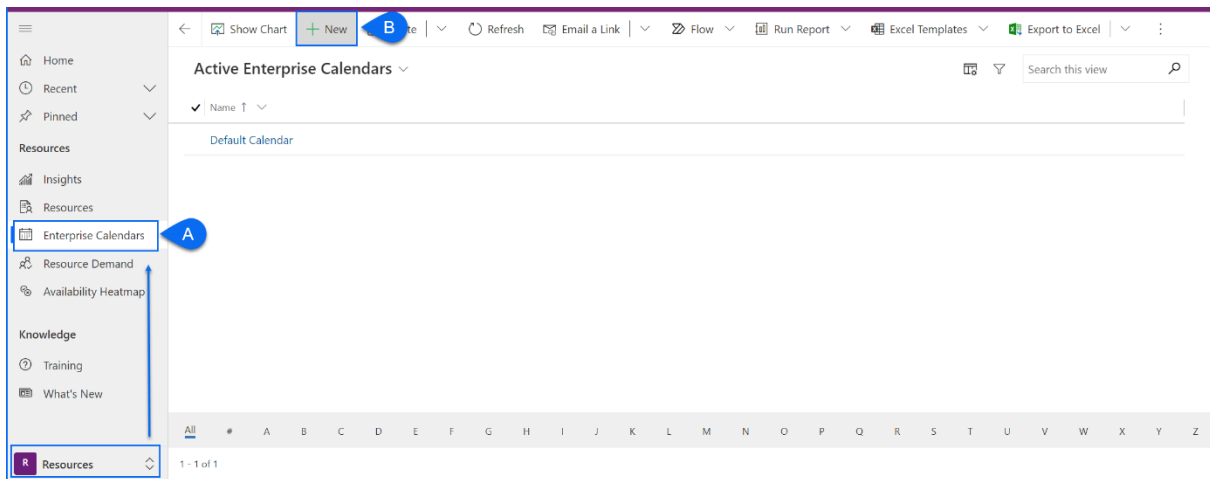 Show Chart New B te Refresh Email a Link Flow Run Report Excel Templates Export to Excel
Home
Recent
Pinned
Resources
Insights
Resources
Enterprise Calendars A
Resource Demand
Availability Heatmap
Knowledge
Training
What's New
R Resources
Active Enterprise Calendars
Search this view
Name
Default Calendar
All # A B C D E F G H I J K L M N O P Q R S T U V W X Y Z
1 - 1 of 1